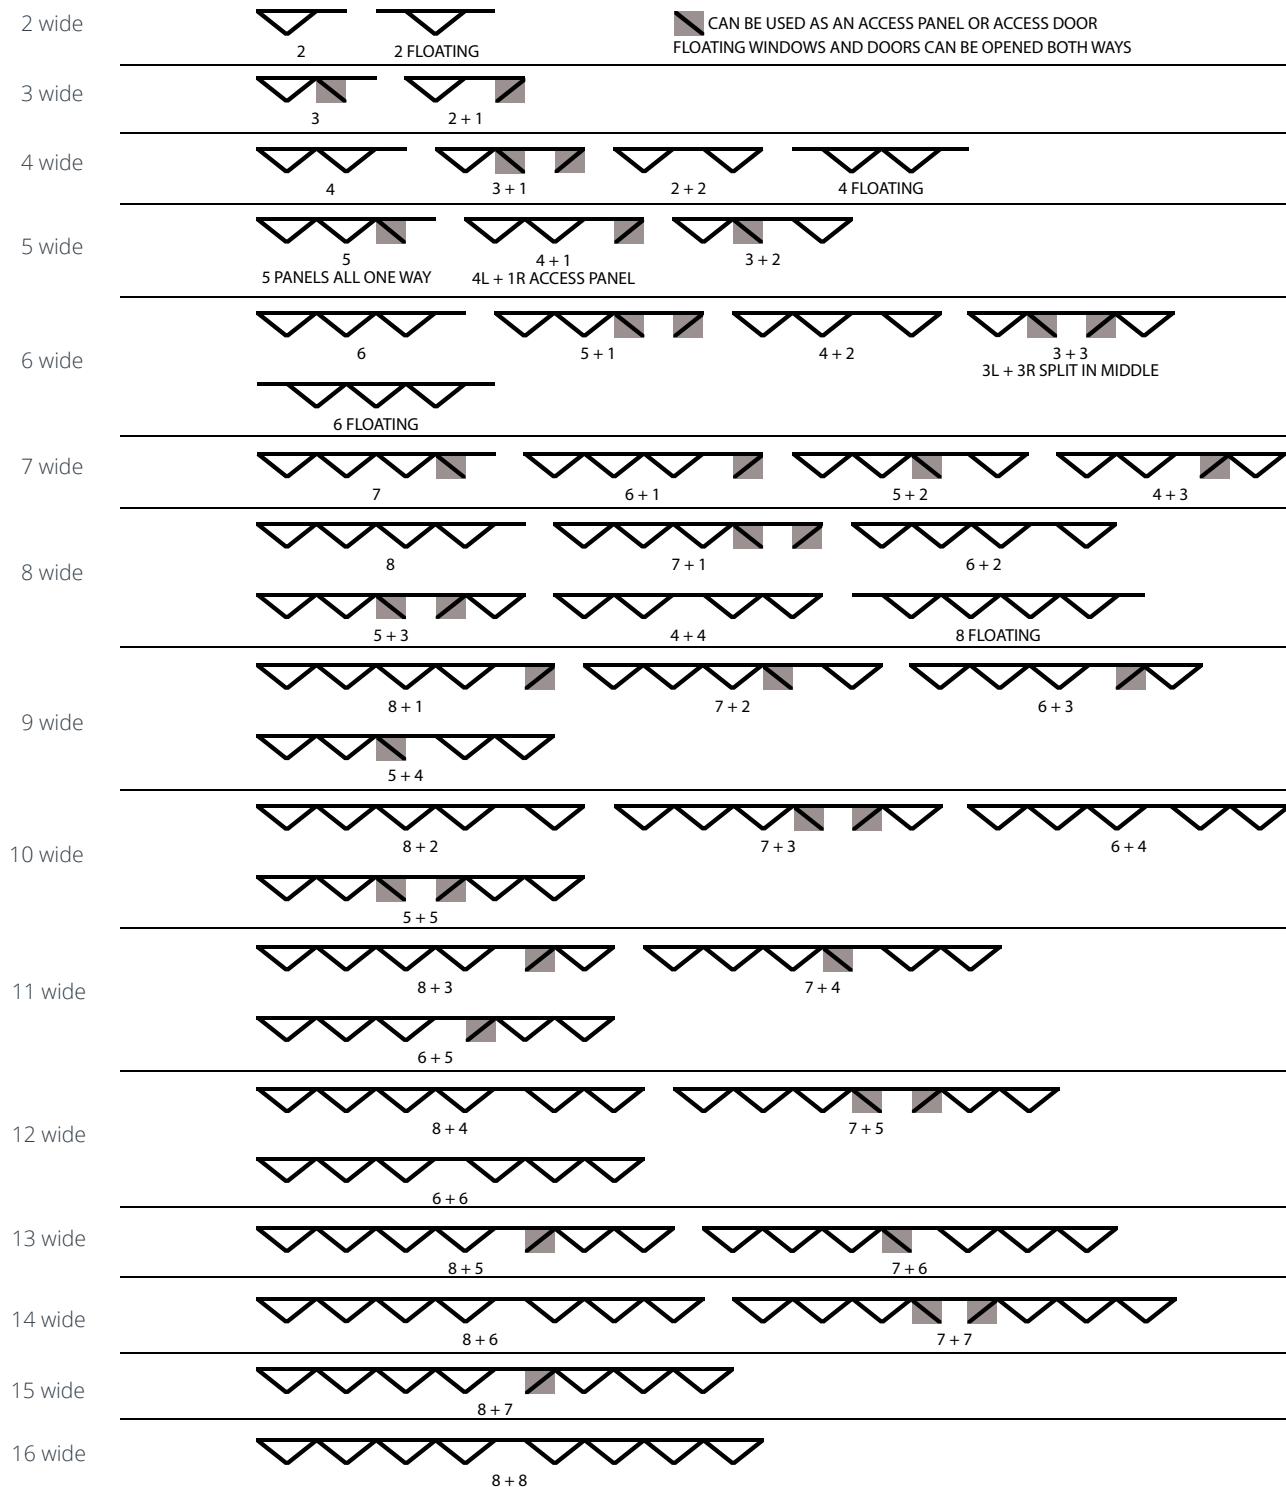 2 wide
2
2 FLOATING
CAN BE USED AS AN ACCESS PANEL OR ACCESS DOOR
FLOATING WINDOWS AND DOORS CAN BE OPENED BOTH WAYS
3 wide
3
2 + 1
4 wide
4
3 + 1
2 + 2
4 FLOATING
5 wide
5
5 PANELS ALL ONE WAY
4 + 1
4L + 1R ACCESS PANEL
3 + 2
6 wide
6
5 + 1
4 + 2
3 + 3
3L + 3R SPLIT IN MIDDLE
6 FLOATING
7 wide
7
6 + 1
5 + 2
4 + 3
8 wide
8
7 + 1
6 + 2
5 + 3
4 + 4
8 FLOATING
9 wide
8 + 1
7 + 2
6 + 3
5 + 4
10 wide
8 + 2
7 + 3
6 + 4
5 + 5
11 wide
8 + 3
7 + 4
6 + 5
12 wide
8 + 4
7 + 5
6 + 6
13 wide
8 + 5
7 + 6
14 wide
8 + 6
7 + 7
15 wide
8 + 7
16 wide
8 + 8